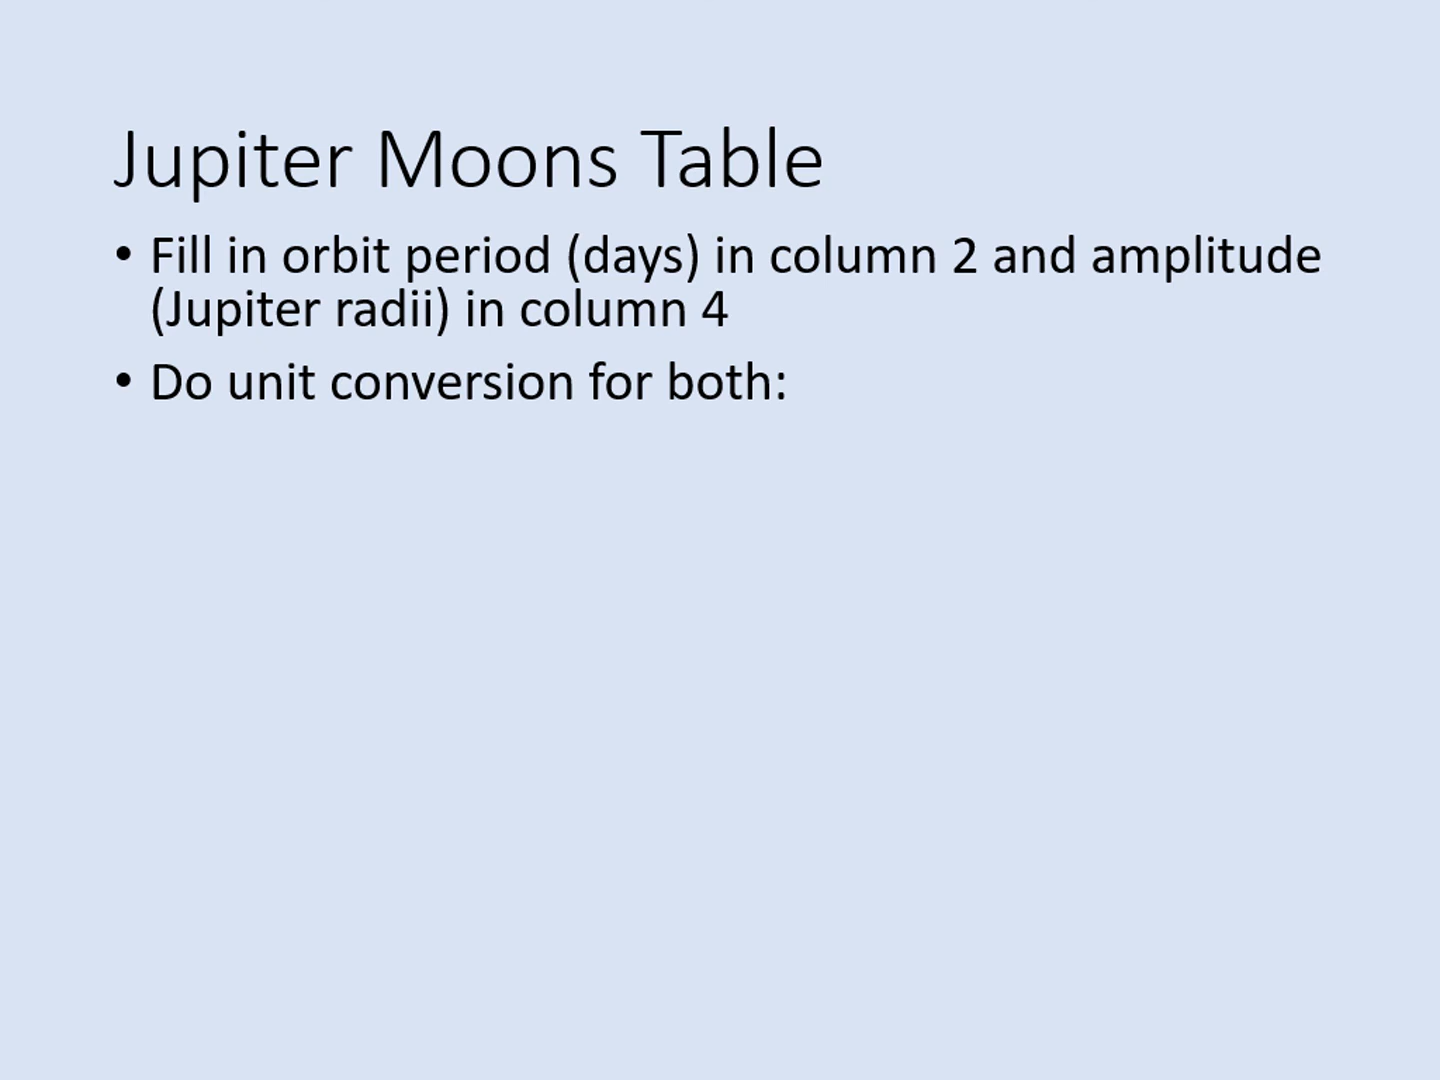 Jupiter Moons Table
• Fill in orbit period (days) in column 2 and amplitude
(Jupiter radii) in column 4
• Do unit conversion for both: